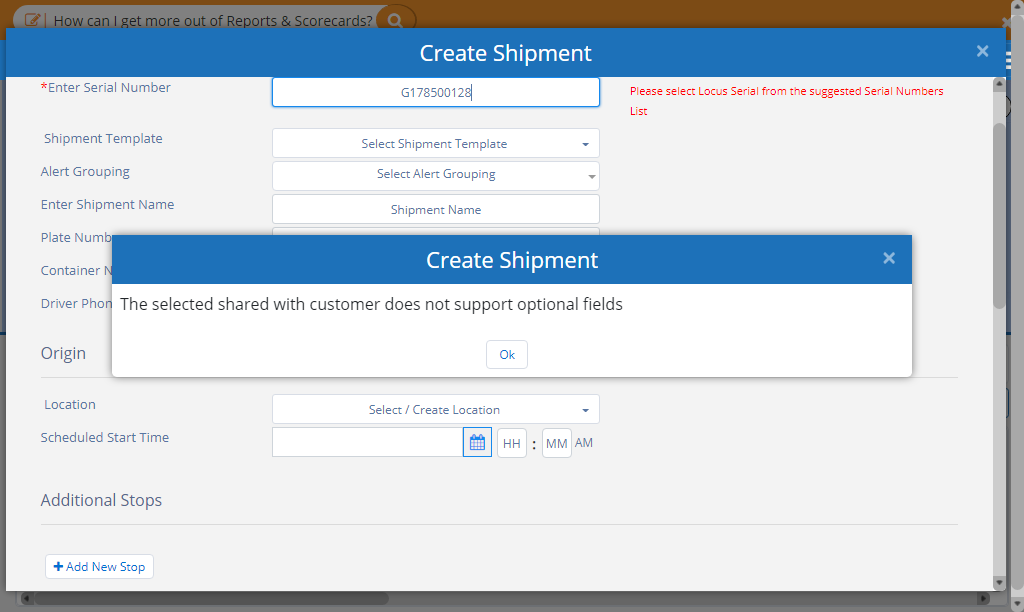 How can I get more out of Reports & Scorecards?
Create Shipment
*Enter Serial Number
G178500128
Please select Locus Serial from the suggested Serial Numbers
List
Shipment Template
Select Shipment Template
Alert Grouping
Select Alert Grouping
Enter Shipment Name
Shipment Name
Plate Numb
Container N
Driver Phon
Create Shipment
The selected shared with customer does not support optional fields
Ok
Origin
Location
Select / Create Location
Scheduled Start Time
HH : MM AM
Additional Stops
Add New Stop